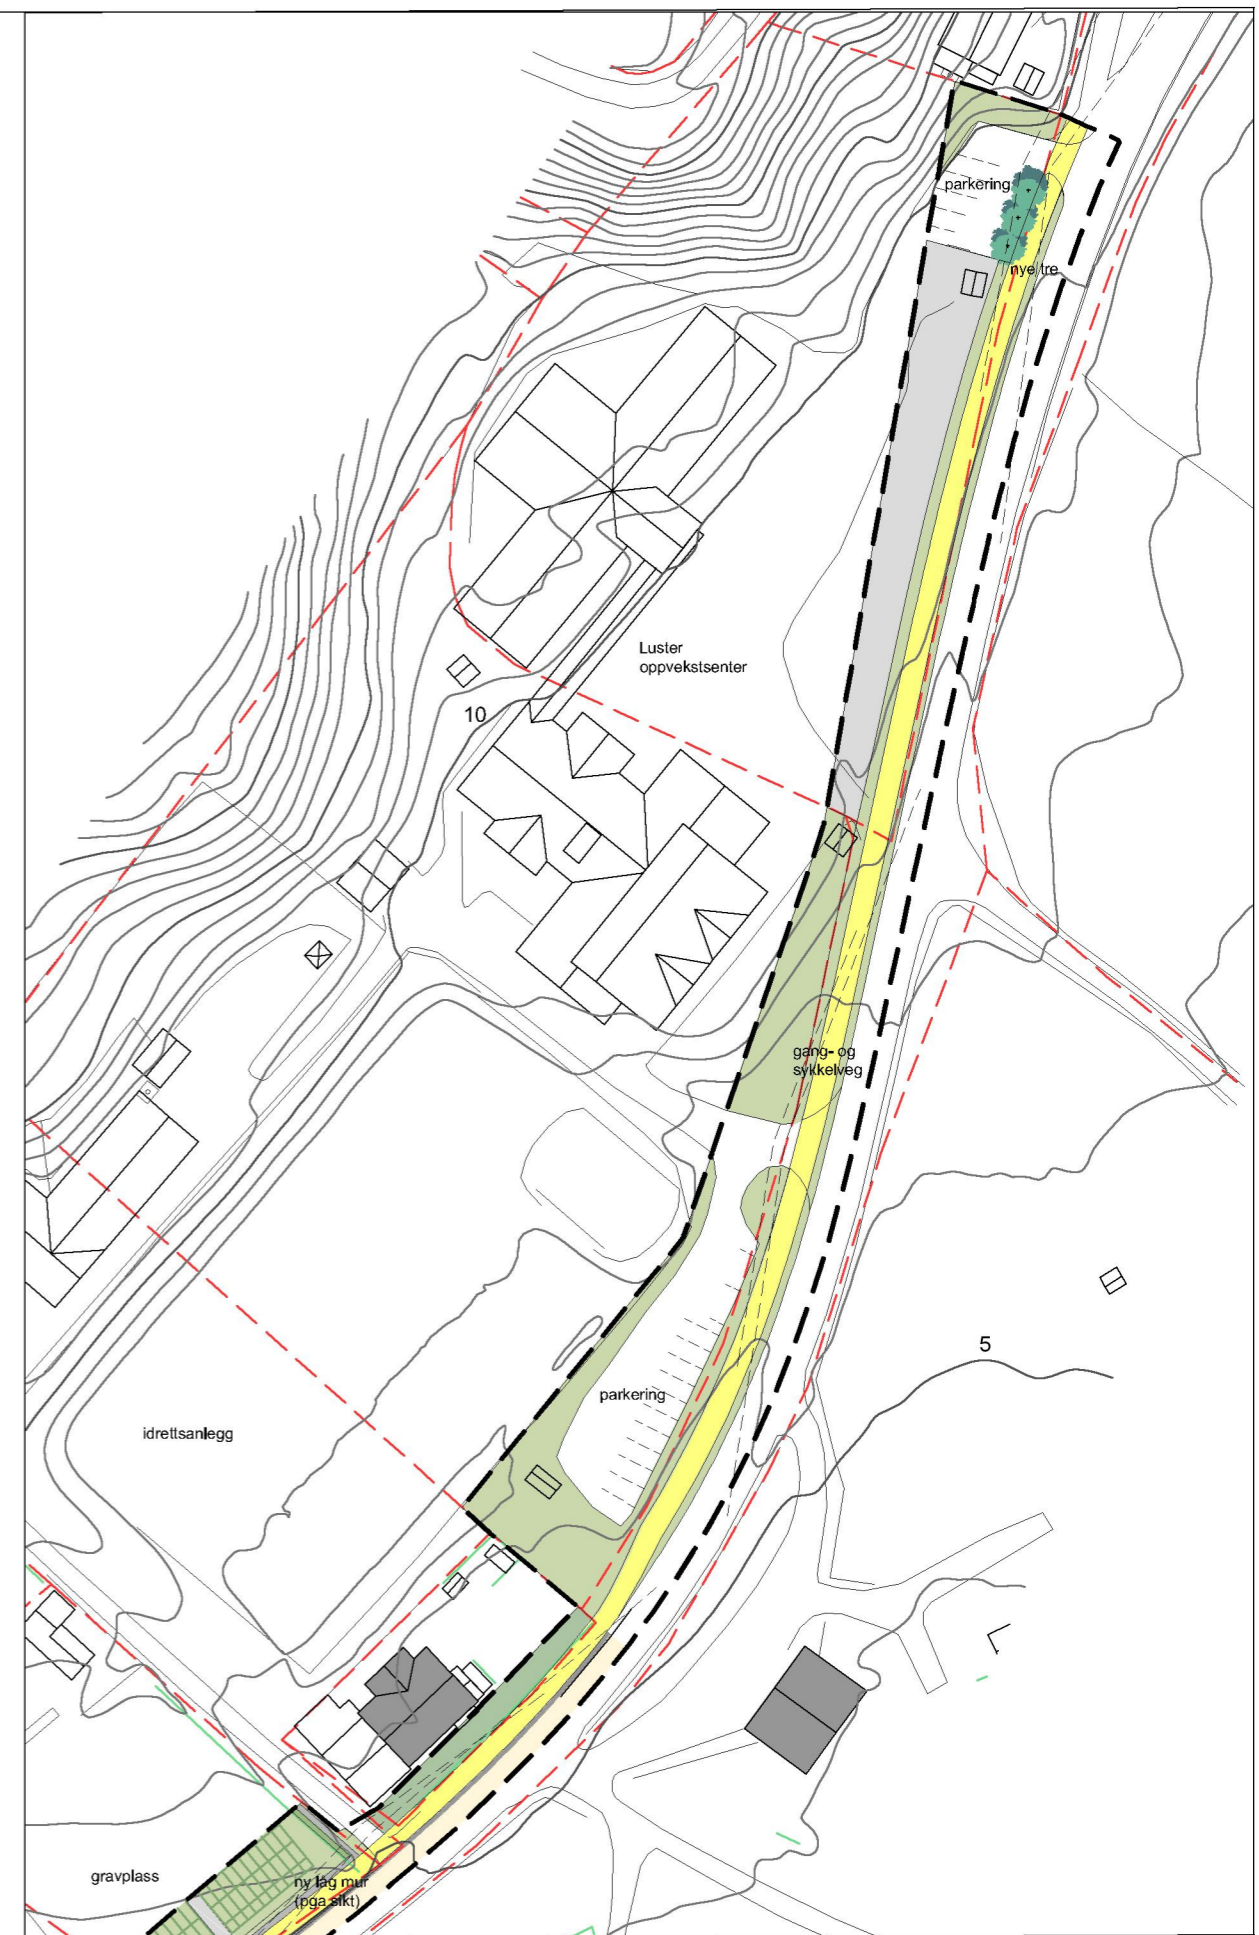 parkering
nye tre
Luster
oppvekstsenter
10
gang- og
sykkelveg
5
parkering
idrettsanlegg
gravplass
ny låg mur
(pga sikt)